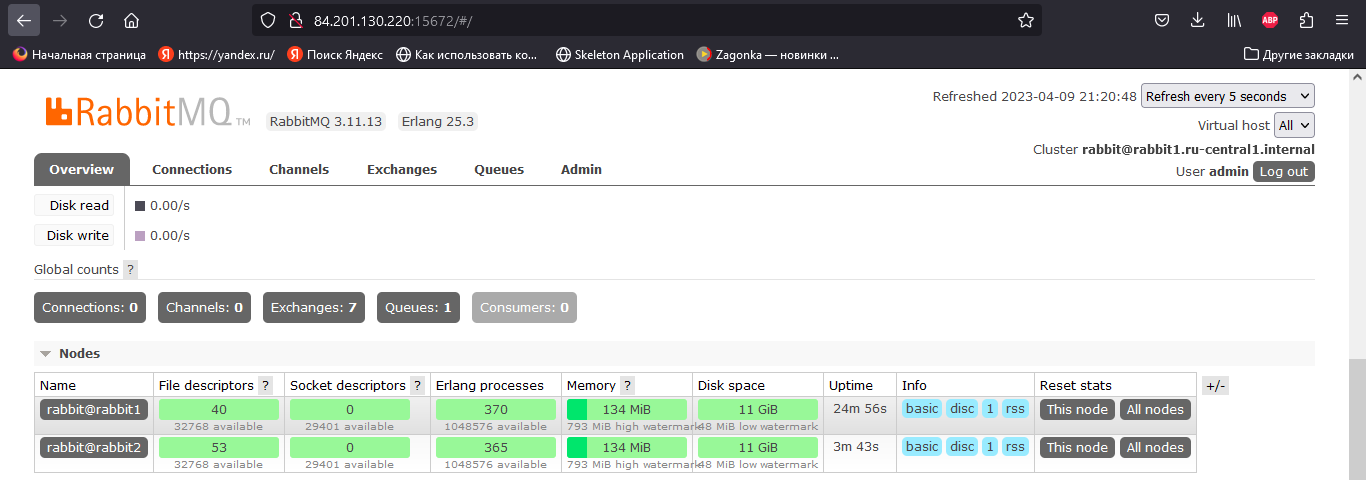 84.201.130.220:15672/#/
ABP
Начальная страница Я https://yandex.ru/ Я Поиск Яндекс Как использовать ко... Skeleton Application Zagonka — новинки ... Другие закладки
RabbitMQ TM RabbitMQ 3.11.13 Erlang 25.3
Refreshed 2023-04-09 21:20:48 Refresh every 5 seconds
Virtual host All
Cluster rabbit@rabbit1.ru-central1.internal
User admin Log out
Overview Connections Channels Exchanges Queues Admin
Disk read 0.00/s
Disk write 0.00/s
Global counts ?
Connections: 0 Channels: 0 Exchanges: 7 Queues: 1 Consumers: 0
Nodes
Name File descriptors ? Socket descriptors ? Erlang processes Memory ? Disk space Uptime Info Reset stats +/-
rabbit@rabbit1 40 0 370 134 MiB 11 GiB 24m 56s basic disc 1 rss This node All nodes
32768 available 29401 available 1048576 available 793 MiB high watermark 48 MiB low watermark
rabbit@rabbit2 53 0 365 134 MiB 11 GiB 3m 43s basic disc 1 rss This node All nodes
32768 available 29401 available 1048576 available 793 MiB high watermark 48 MiB low watermark